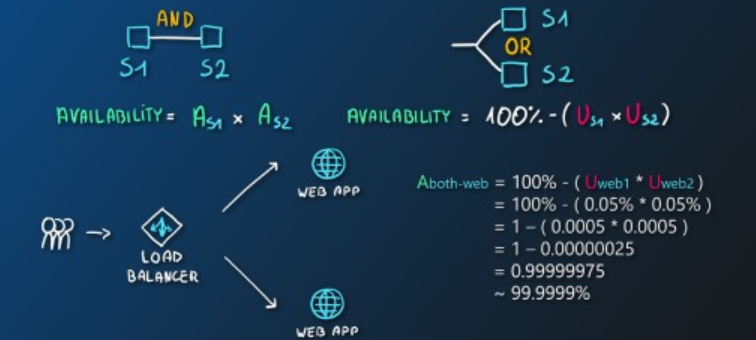 AND
S1 S2
AVAILABILITY = AS1 x AS2
S1
OR
S2
AVAILABILITY = 100% - ( US1 x US2 )
LOAD
BALANCER
WEB APP
WEB APP
Aboth-web = 100% - ( Uweb1 * Uweb2 )
= 100% - ( 0.05% * 0.05% )
= 1 – ( 0.0005 * 0.0005 )
= 1 – 0.00000025
= 0.99999975
~ 99.9999%